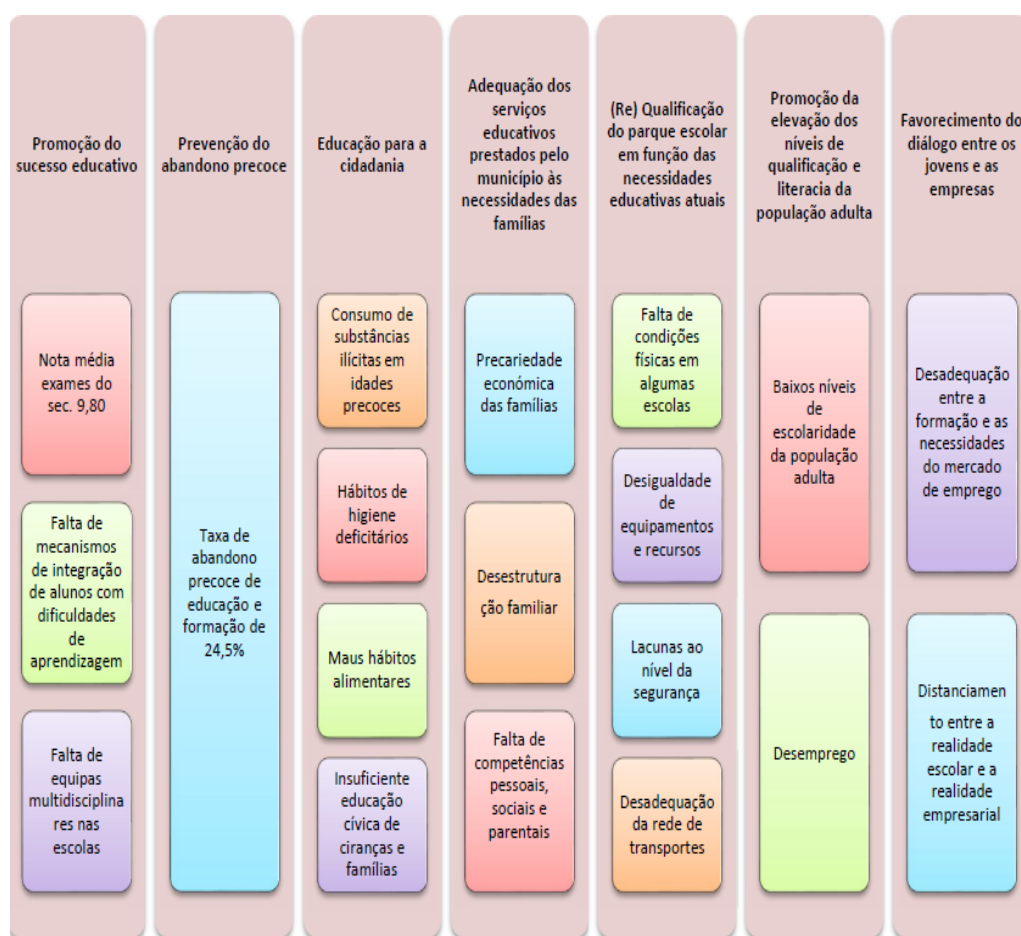 Promoção do
sucesso educativo
Nota média
exames do
sec. 9,80
Falta de
mecanismos
de integração
de alunos com
dificuldades
de
aprendizagem
Falta de
equipas
multidisciplina
res nas
escolas
Prevenção do
abandono precoce
Taxa de
abandono
precoce de
educação e
formação de
24,5%
Educação para a
cidadania
Consumo de
substâncias
ilícitas em
idades
precoces
Hábitos de
higiene
deficitários
Maus hábitos
alimentares
Insuficiente
educação
cívica de
ciranças e
famílias
Adequação dos
serviços
educativos
prestados pelo
município às
necessidades das
famílias
Precariedade
económica
das famílias
Desestrutura
ção familiar
Falta de
competências
pessoais,
sociais e
parentais
(Re) Qualificação
do parque escolar
em função das
necessidades
educativas atuais
Falta de
condições
físicas em
algumas
escolas
Desigualdade
de
equipamentos
e recursos
Lacunas ao
nível da
segurança
Desadequação
da rede de
transportes
Promoção da
elevação dos
níveis de
qualificação e
literacia da
população adulta
Baixos níveis
de
escolaridade
da população
adulta
Desemprego
Favorecimento do
diálogo entre os
jovens e as
empresas
Desadequação
entre a
formação e as
necessidades
do mercado
de emprego
Distanciamen
to entre a
realidade
escolar e a
realidade
empresarial